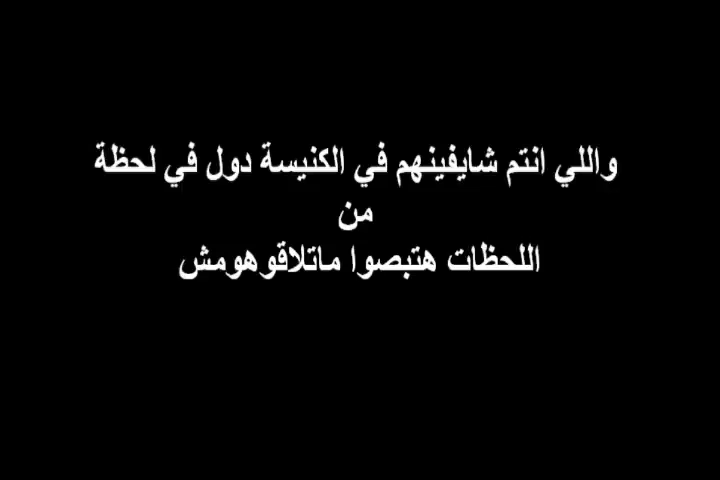 واللي انتم شايفينهم في الكنيسة دول في لحظة
من
اللحظات هتبصوا ماتلاقوهومش